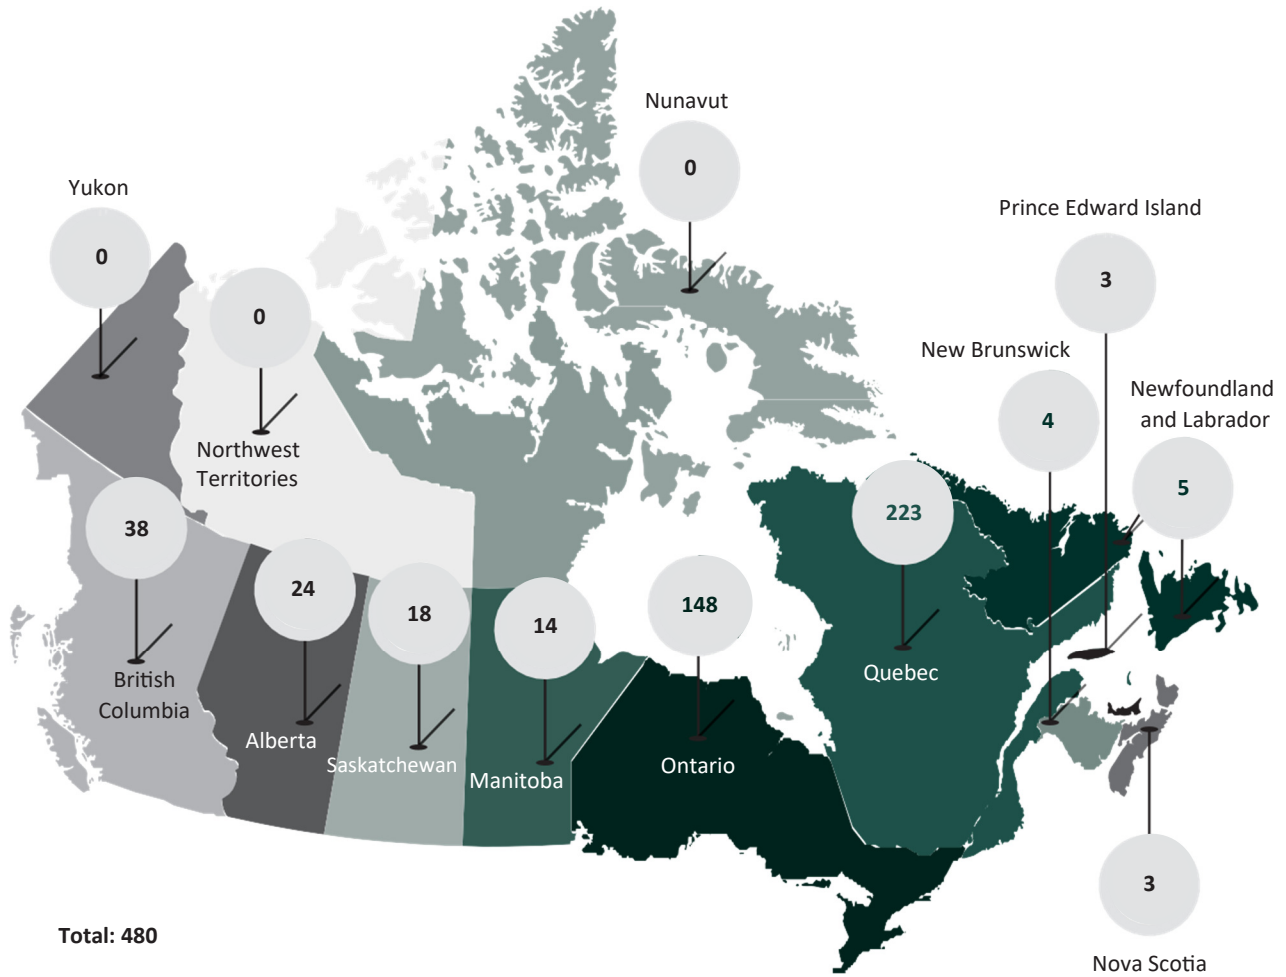 Nunavut
0
Yukon
0
Prince Edward Island
3
0
New Brunswick
4
Newfoundland
and Labrador
5
Northwest
Territories
38
British
Columbia
24
Alberta
18
Saskatchewan
14
Manitoba
148
Ontario
223
Quebec
3
Nova Scotia
Total: 480